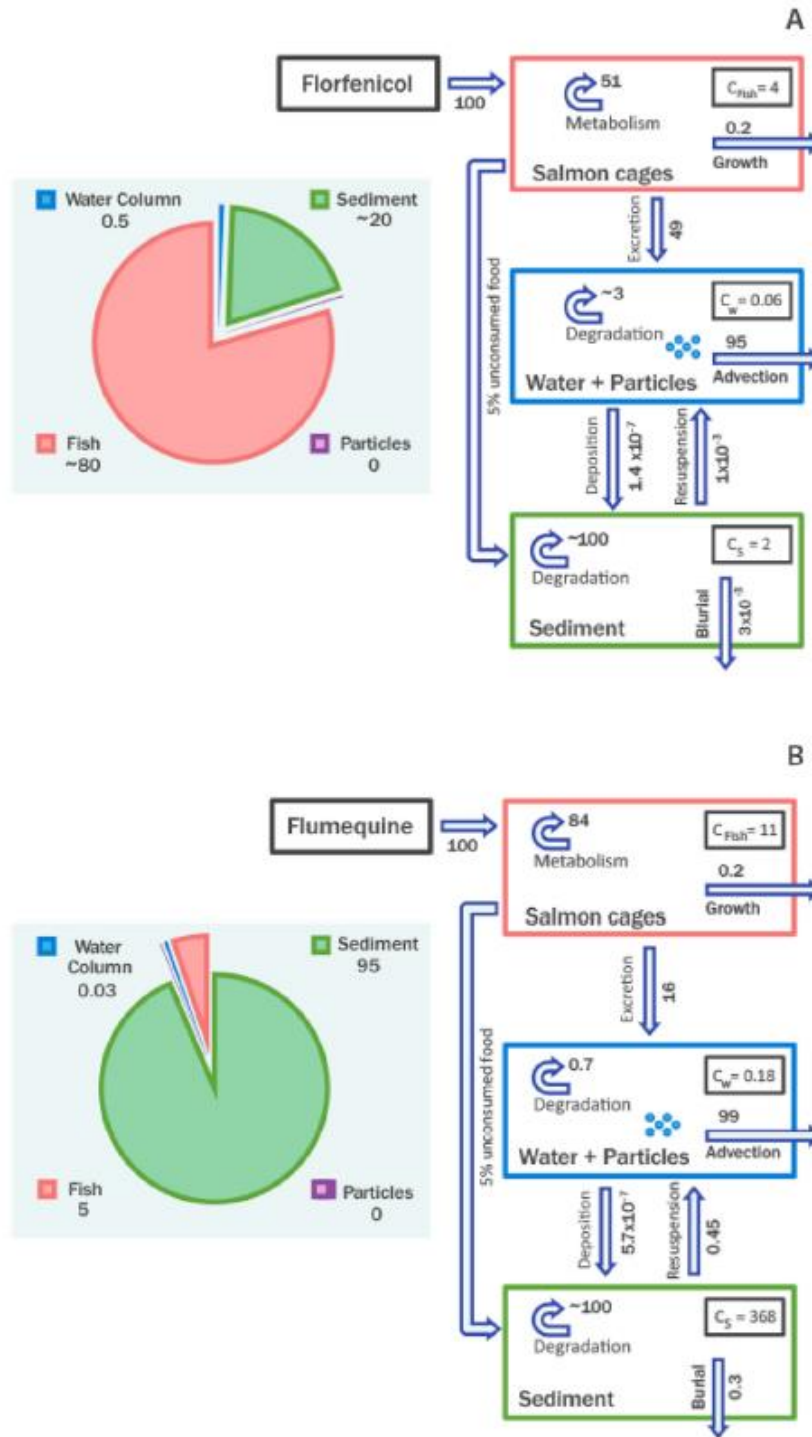 A
Florfenicol
100
51
Metabolism
C_Fish = 4
0.2
Growth
Salmon cages
Water Column
0.5
Sediment
~20
Fish
~80
Particles
0
5% unconsumed food
Excretion
49
~3
Degradation
C_w = 0.06
95
Advection
Water + Particles
Deposition
1.4 x10⁻⁷
Resuspension
1x10⁻³
~100
Degradation
C_S = 2
Sediment
Blurial
3x10⁻³
B
Flumequine
100
84
Metabolism
C_Fish = 11
0.2
Growth
Salmon cages
Water
Column
0.03
Sediment
95
Fish
5
Particles
0
5% unconsumed food
Excretion
16
0.7
Degradation
C_w = 0.18
99
Advection
Water + Particles
Deposition
5.7x10⁻⁷
Resuspension
0.45
~100
Degradation
C_S = 368
Sediment
Burial
0.3